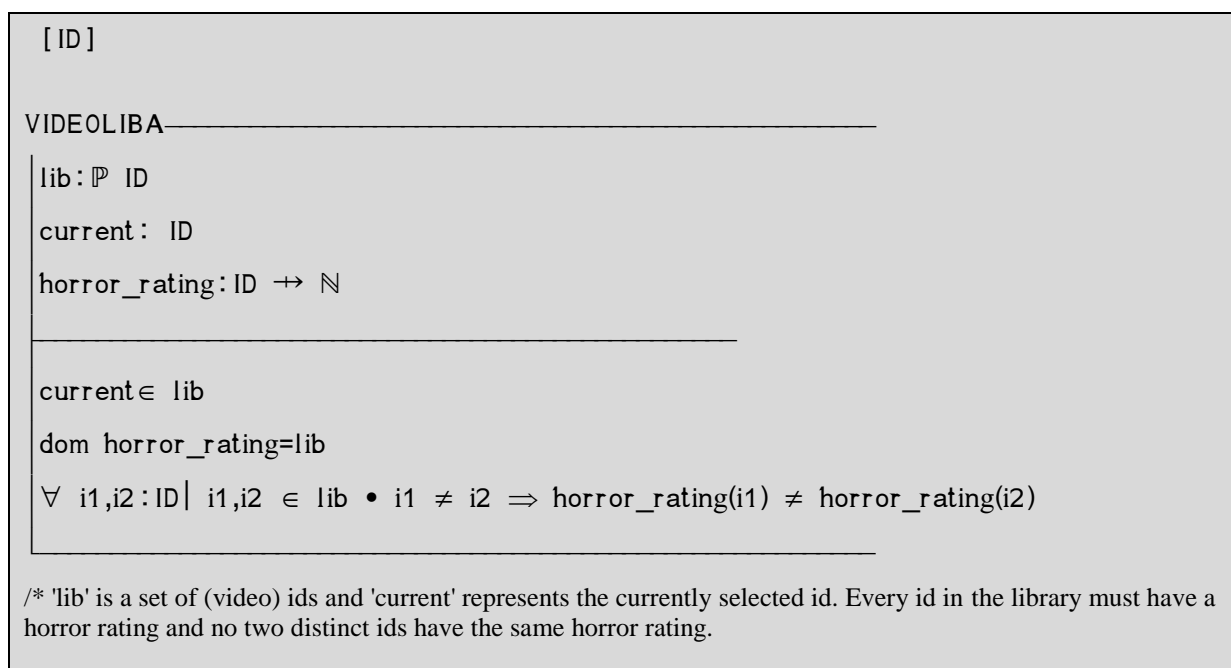 [ID]
VIDEOLIBA
lib:ℙ ID
current: ID
horror_rating:ID ⇸ ℕ
current∈ lib
dom horror_rating=lib
∀ i1,i2:ID| i1,i2 ∈ lib • i1 ≠ i2 ⇒ horror_rating(i1) ≠ horror_rating(i2)
/* 'lib' is a set of (video) ids and 'current' represents the currently selected id. Every id in the library must have a
horror rating and no two distinct ids have the same horror rating.